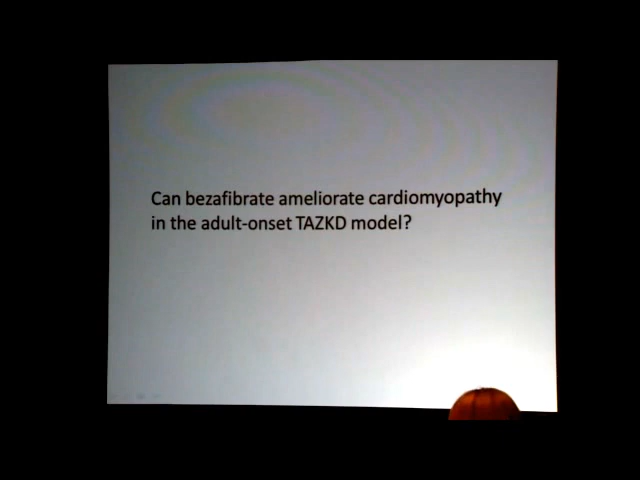 Can bezafibrate ameliorate cardiomyopathy
in the adult-onset TAZKD model?